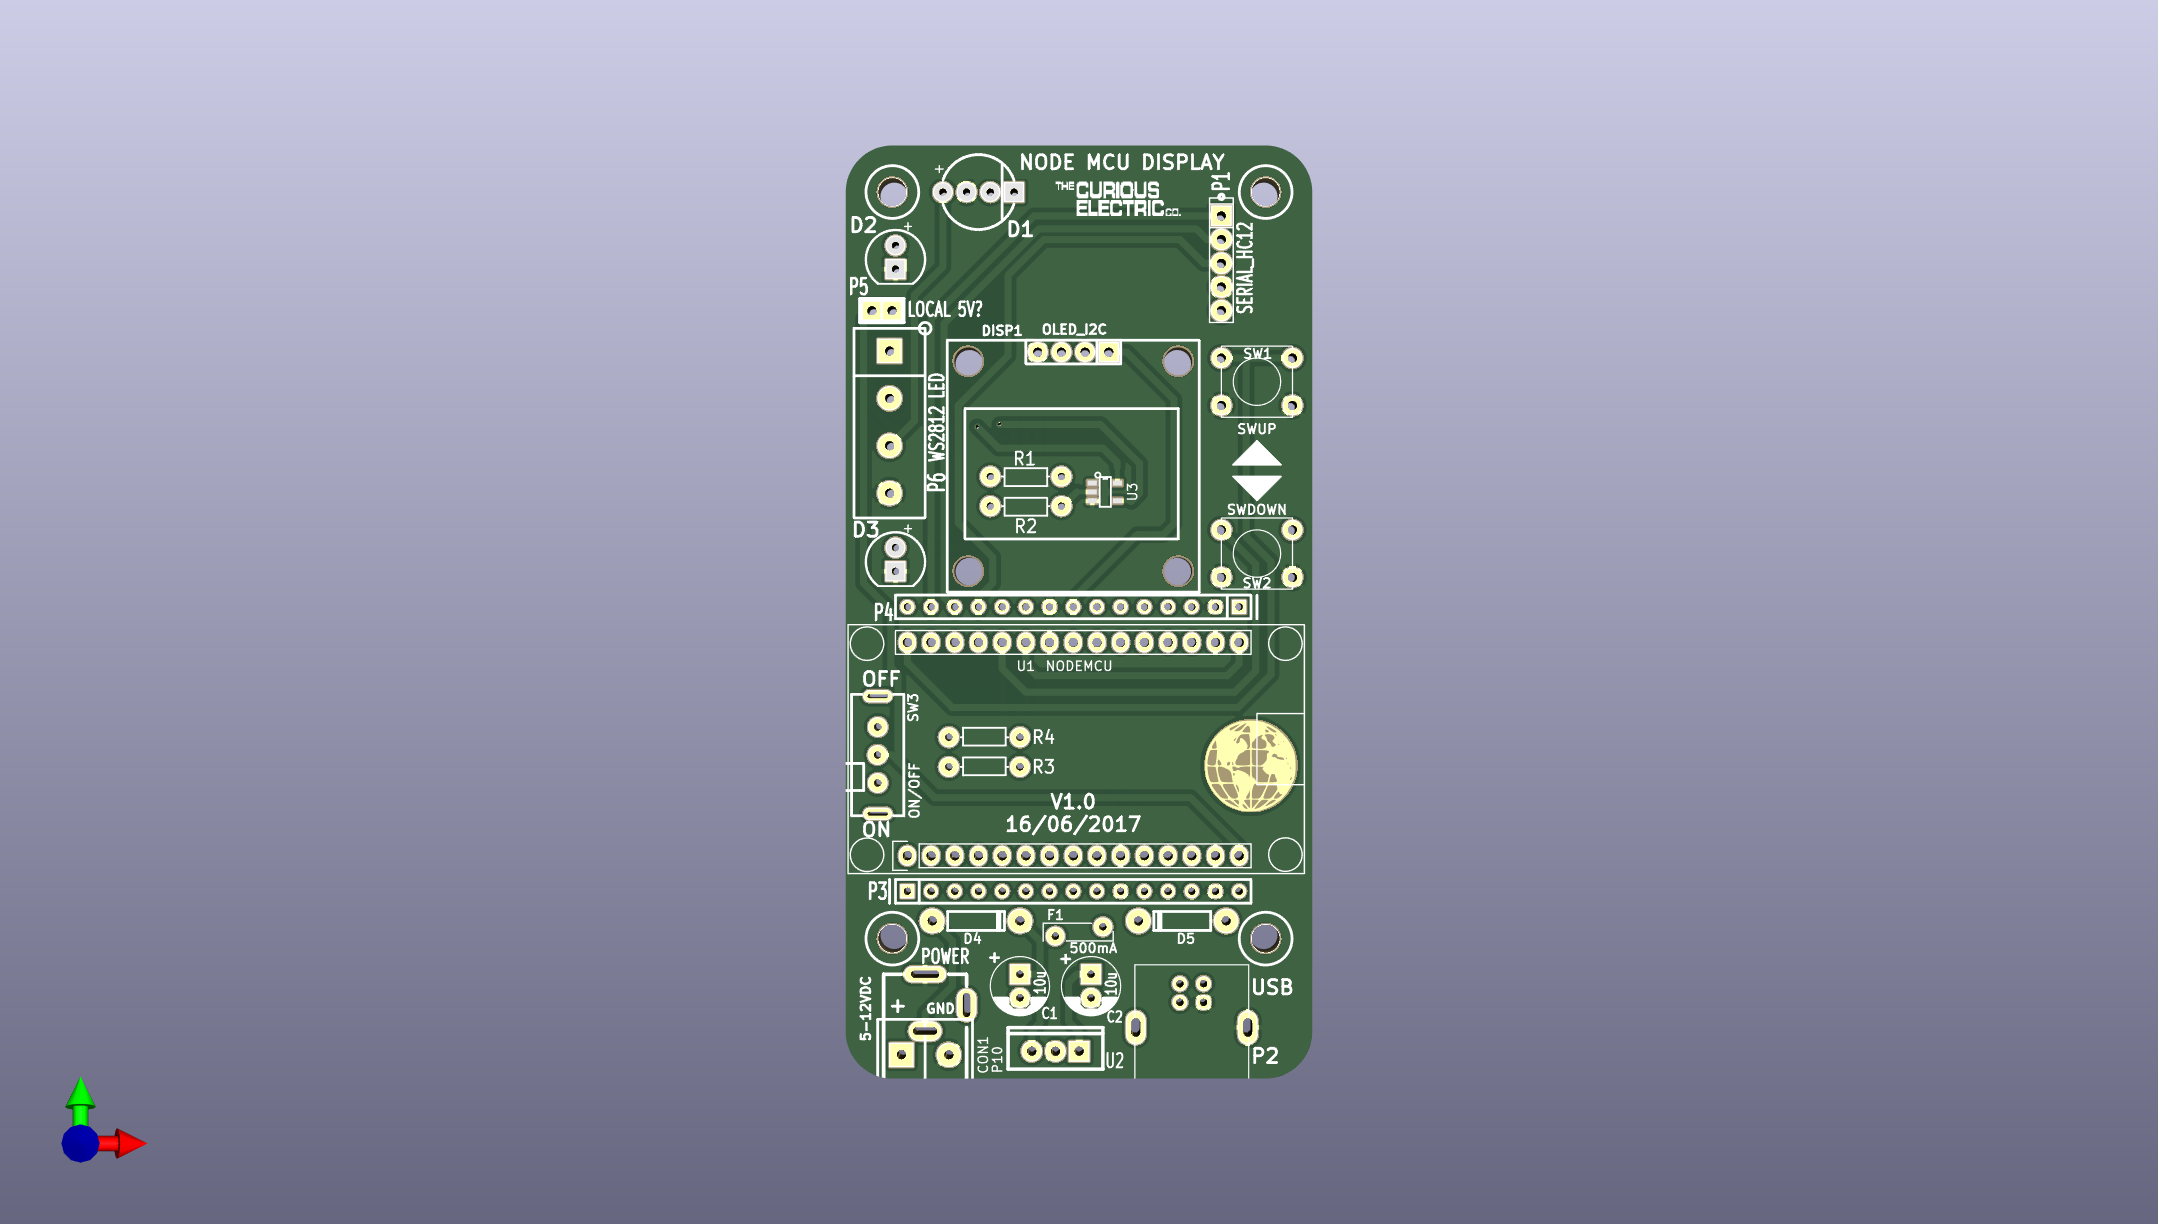 NODE MCU DISPLAY
THE CURIOUS
ELECTRIC CO.
P1
SERIAL_HC12
+
D1
D2
+
P5
LOCAL 5V?
DISP1
OLED_I2C
SW1
SWUP
P6 WS2812 LED
R1
R2
U3
SWDOWN
SW2
D3
+
P4
U1 NODEMCU
OFF
SW3
ON/OFF
ON
R4
R3
V1.0
16/06/2017
P3
D4
F1
500mA
D5
POWER
5-12VDC
+
GND
+
10u
C1
+
10u
C2
USB
P2
CON1
P10
U2